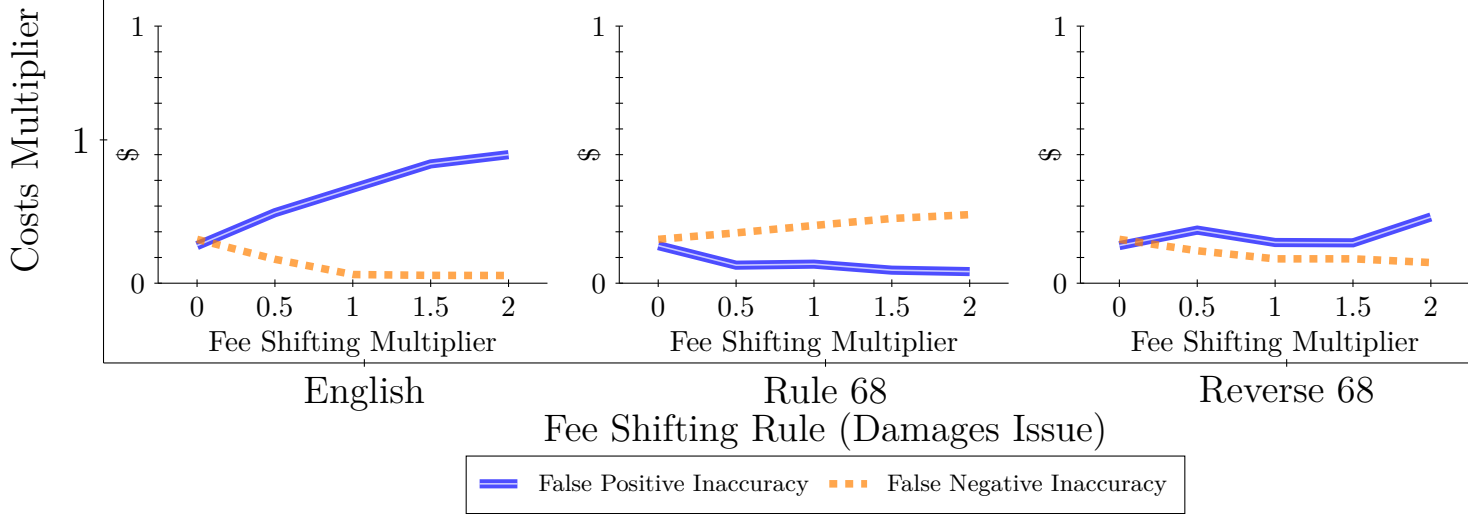 Costs Multiplier
1
1
$
0
0 0.5 1 1.5 2
Fee Shifting Multiplier
English
1
$
0
0 0.5 1 1.5 2
Fee Shifting Multiplier
Rule 68
1
$
0
0 0.5 1 1.5 2
Fee Shifting Multiplier
Reverse 68
Fee Shifting Rule (Damages Issue)
False Positive Inaccuracy False Negative Inaccuracy